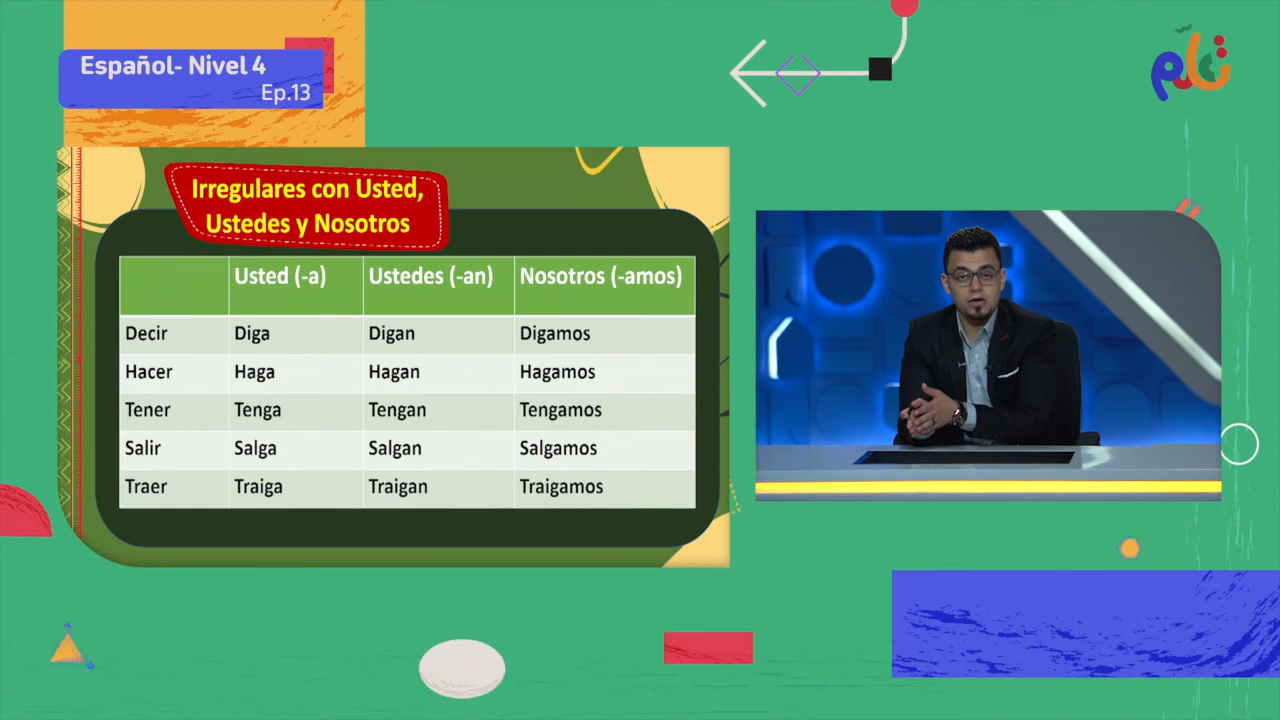 Español- Nivel 4
Ep.13
نتعلم
Irregulares con Usted,
Ustedes y Nosotros
Usted (-a) Ustedes (-an) Nosotros (-amos)
Decir Diga Digan Digamos
Hacer Haga Hagan Hagamos
Tener Tenga Tengan Tengamos
Salir Salga Salgan Salgamos
Traer Traiga Traigan Traigamos